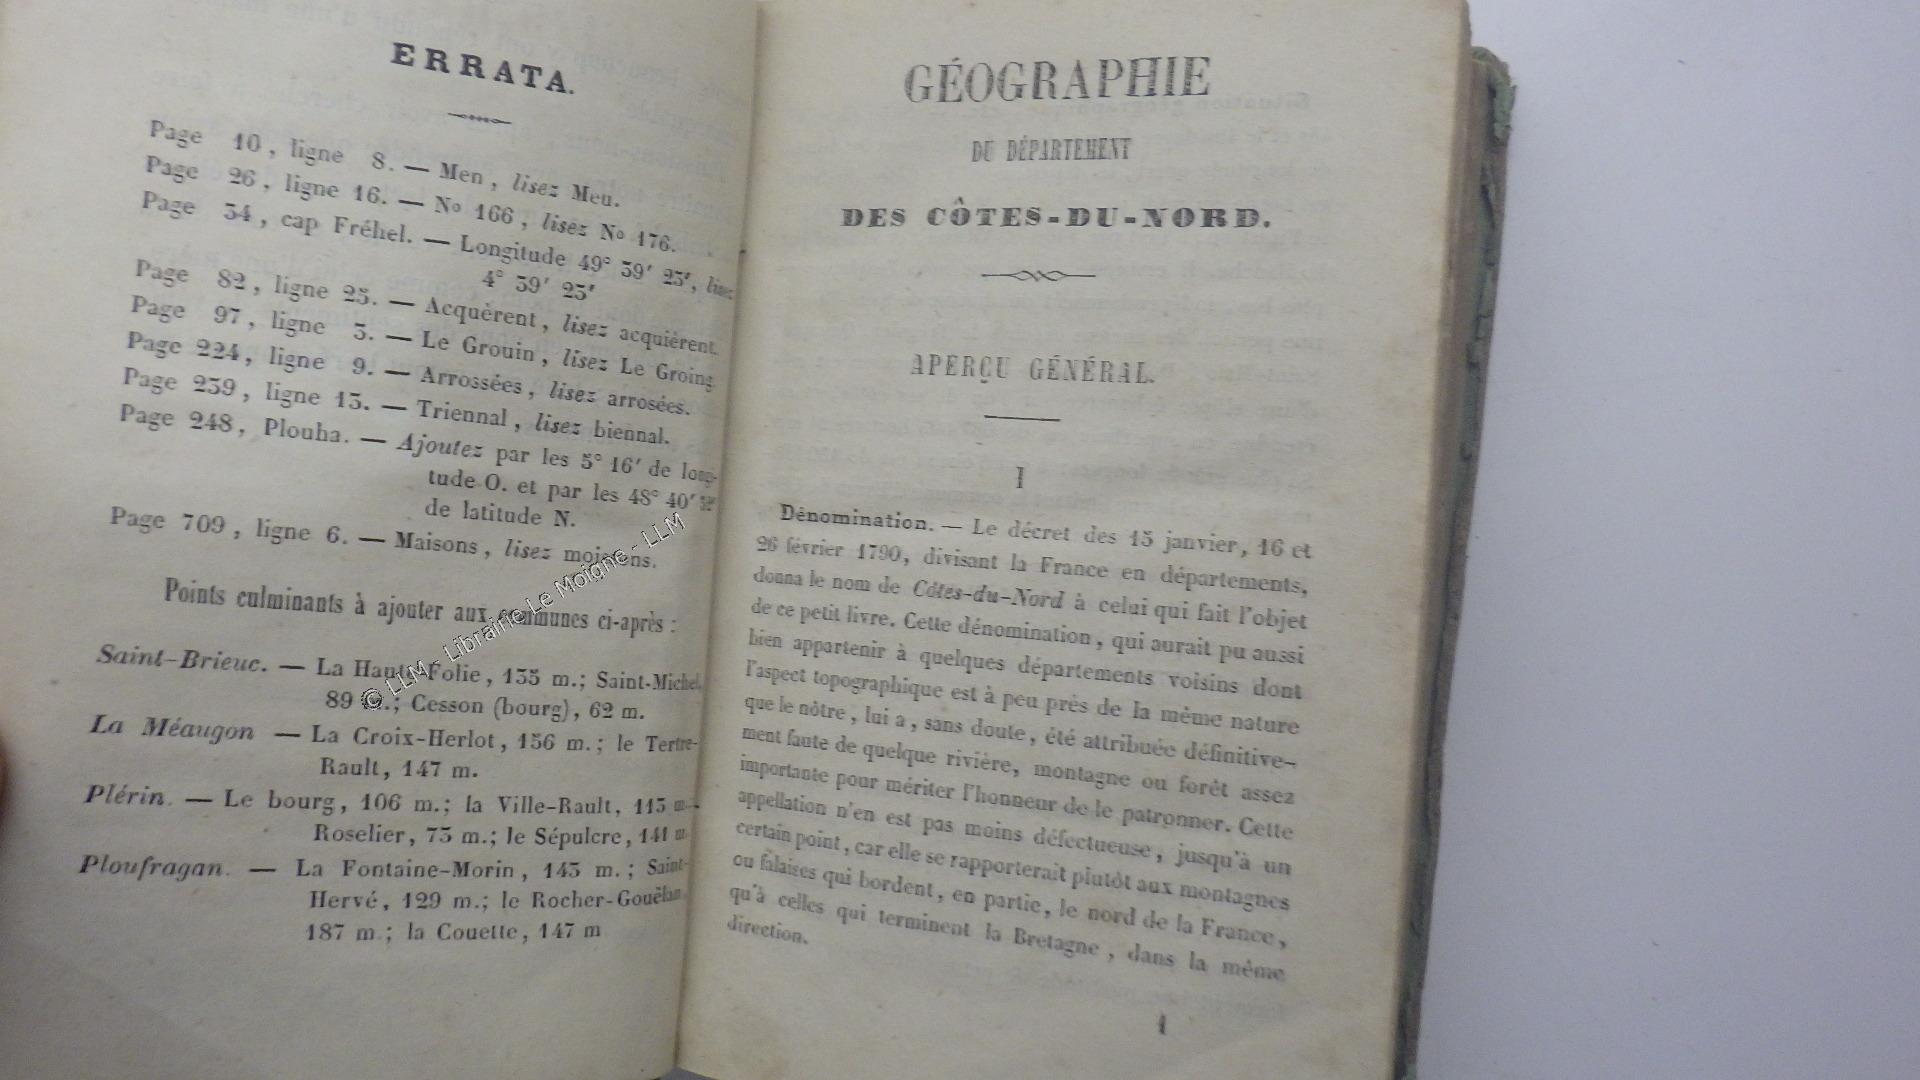 ERRATA.
Page 10, ligne 8. — Men, lisez Meu.
Page 26, ligne 16. — No 166, lisez No 176.
Page 34, cap Fréhel. — Longitude 49° 39′ 23″, lisez
4° 39′ 23″
Page 82, ligne 25. — Acquèrent, lisez acquièrent.
Page 97, ligne 3. — Le Grouin, lisez Le Groing
Page 224, ligne 9. — Arrossées, lisez arrosées.
Page 239, ligne 13. — Triennal, lisez biennal.
Page 248, Plouha. — Ajoutez par les 5° 16′ de longi-
tude O. et par les 48° 40′
de latitude N.
Page 709, ligne 6. — Maisons, lisez moissons.
Points culminants à ajouter aux communes ci-après :
Saint-Brieuc. — La Haute-Folie, 135 m.; Saint-Michel,
89 m.; Cesson (bourg), 62 m.
La Méaugon — La Croix-Herlot, 156 m.; le Tertre-
Rault, 147 m.
Plérin. — Le bourg, 106 m.; la Ville-Rault, 113 m.
Roselier, 73 m.; le Sépulcre, 141 m
Ploufragan. — La Fontaine-Morin, 143 m.; Saint-
Hervé, 129 m.; le Rocher-Gouëlan
187 m.; la Couette, 147 m
© LLM - Librairie Le Moigne - LLM
GÉOGRAPHIE
DU DÉPARTEMENT
DES CÔTES-DU-NORD.
APERÇU GÉNÉRAL.
I
Dénomination. — Le décret des 15 janvier, 16 et
26 février 1790, divisant la France en départements,
donna le nom de Côtes-du-Nord à celui qui fait l'objet
de ce petit livre. Cette dénomination, qui aurait pu aussi
bien appartenir à quelques départements voisins dont
l'aspect topographique est à peu près de la même nature
que le nôtre, lui a, sans doute, été attribuée définitive-
ment faute de quelque rivière, montagne ou forêt assez
importante pour mériter l'honneur de le patronner. Cette
appellation n'en est pas moins défectueuse, jusqu'à un
certain point, car elle se rapporterait plutôt aux montagnes
ou falaises qui bordent, en partie, le nord de la France,
qu'à celles qui terminent la Bretagne, dans la même
direction.
1